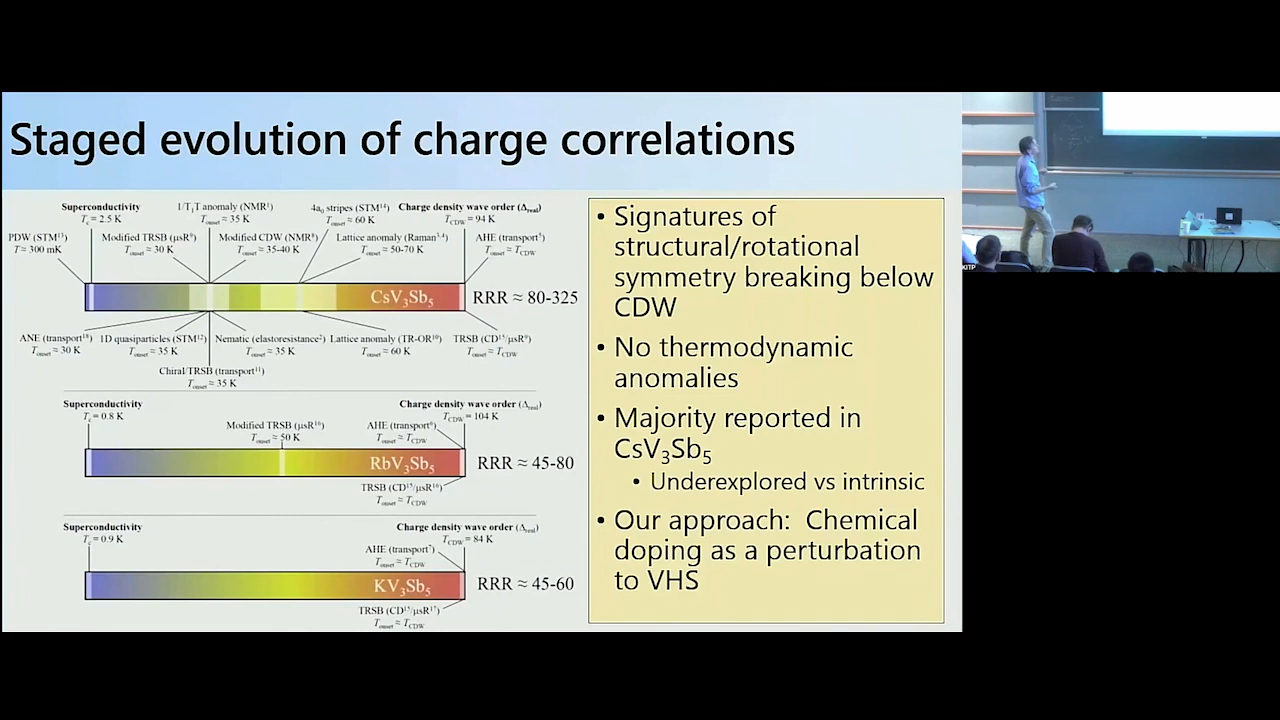 Staged evolution of charge correlations
Superconductivity
T_c = 2.5 K
1/T₁T anomaly (NMR¹)
T_onset ≈ 35 K
4a₀ stripes (STM¹⁴)
T_onset ≈ 60 K
Charge density wave order (Δ_real)
T_CDW = 94 K
PDW (STM¹³)
T ≈ 300 mK
Modified TRSB (μsR⁹)
T_onset ≈ 30 K
Modified CDW (NMR⁸)
T_onset ≈ 35-40 K
Lattice anomaly (Raman³·⁴)
T_onset ≈ 50-70 K
AHE (transport⁵)
T_onset ≈ T_CDW
CsV₃Sb₅
RRR ≈ 80-325
ANE (transport¹⁸)
T_onset ≈ 30 K
1D quasiparticles (STM¹²)
T_onset ≈ 35 K
Nematic (elastoresistance²)
T_onset ≈ 35 K
Lattice anomaly (TR-OR¹⁰)
T_onset ≈ 60 K
TRSB (CD¹⁵/μsR⁹)
T_onset ≈ T_CDW
Chiral/TRSB (transport¹¹)
T_onset ≈ 35 K
Superconductivity
T_c = 0.8 K
Charge density wave order (Δ_real)
T_CDW = 104 K
Modified TRSB (μsR¹⁶)
T_onset ≈ 50 K
AHE (transport⁶)
T_onset ≈ T_CDW
RbV₃Sb₅
RRR ≈ 45-80
TRSB (CD¹⁵/μsR¹⁶)
T_onset ≈ T_CDW
Superconductivity
T_c = 0.9 K
Charge density wave order (Δ_real)
T_CDW = 84 K
AHE (transport⁷)
T_onset ≈ T_CDW
KV₃Sb₅
RRR ≈ 45-60
TRSB (CD¹⁵/μsR¹⁷)
T_onset ≈ T_CDW
• Signatures of
structural/rotational
symmetry breaking below
CDW
• No thermodynamic
anomalies
• Majority reported in
CsV₃Sb₅
• Underexplored vs intrinsic
• Our approach: Chemical
doping as a perturbation
to VHS
KITP